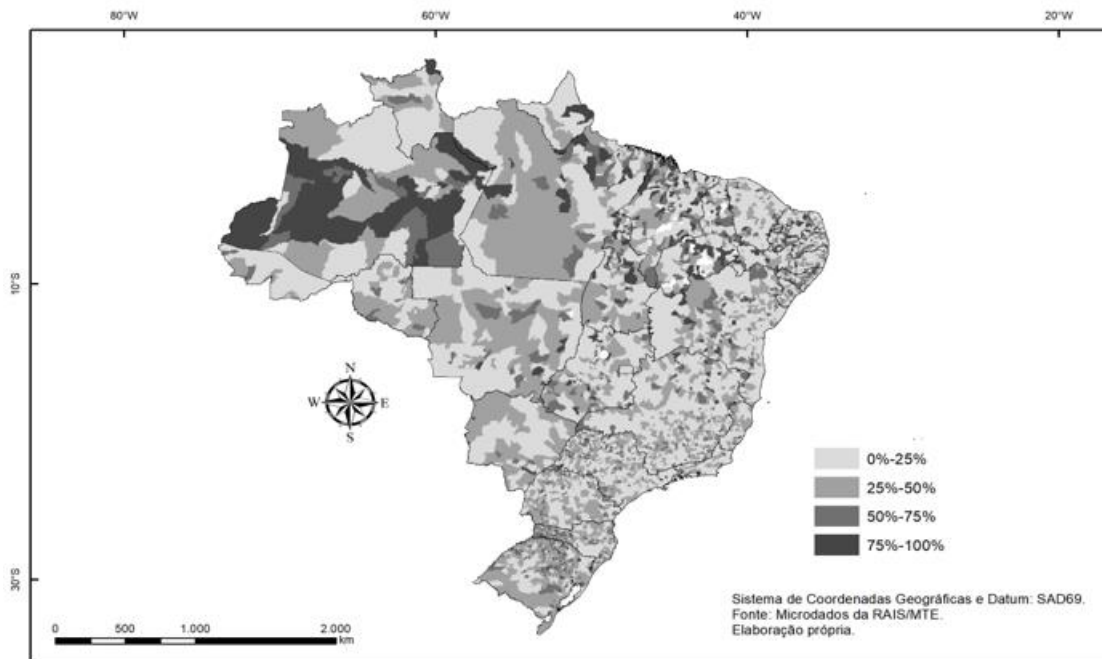 80°W 60°W 40°W 20°W
10°S
30°S
N
W E
S
0%-25%
25%-50%
50%-75%
75%-100%
Sistema de Coordenadas Geográficas e Datum: SAD69.
Fonte: Microdados da RAIS/MTE.
Elaboração própria.
0 500 1.000 2.000
km